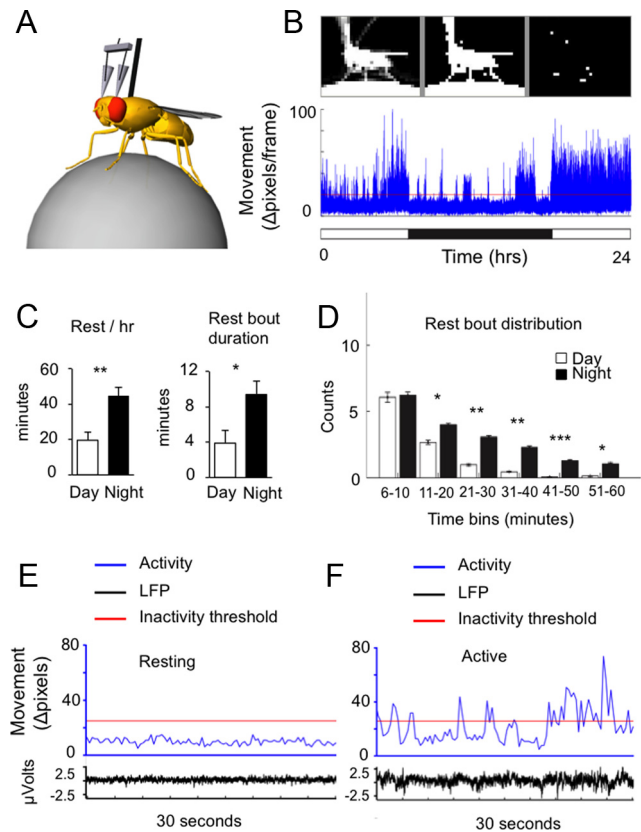 A
B
100
0
Movement
(Δpixels/frame)
0
Time (hrs)
24
C
Rest / hr
60
40
20
0
minutes
**
Day Night
Rest bout
duration
12
8
4
0
minutes
*
Day Night
D
Rest bout distribution
Day
Night
10
5
0
Counts
*
**
**
***
*
6-10 11-20 21-30 31-40 41-50 51-60
Time bins (minutes)
E
Activity
LFP
Inactivity threshold
80
40
0
Movement
(Δpixels)
Resting
2.5
-2.5
µVolts
30 seconds
F
Activity
LFP
Inactivity threshold
80
40
0
Active
2.5
-2.5
30 seconds